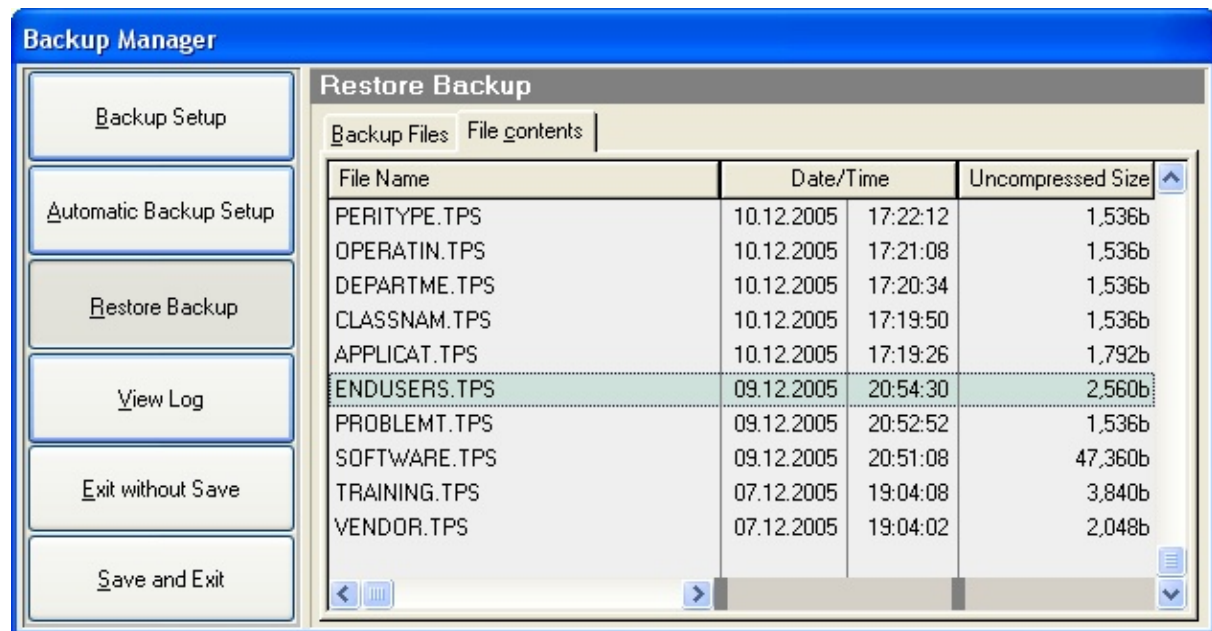 Backup Manager
Backup Setup
Automatic Backup Setup
Restore Backup
View Log
Exit without Save
Save and Exit
Restore Backup
Backup Files File contents
File Name Date/Time Uncompressed Size
PERITYPE.TPS 10.12.2005 17:22:12 1,536b
OPERATIN.TPS 10.12.2005 17:21:08 1,536b
DEPARTME.TPS 10.12.2005 17:20:34 1,536b
CLASSNAM.TPS 10.12.2005 17:19:50 1,536b
APPLICAT.TPS 10.12.2005 17:19:26 1,792b
ENDUSERS.TPS 09.12.2005 20:54:30 2,560b
PROBLEMT.TPS 09.12.2005 20:52:52 1,536b
SOFTWARE.TPS 09.12.2005 20:51:08 47,360b
TRAINING.TPS 07.12.2005 19:04:08 3,840b
VENDOR.TPS 07.12.2005 19:04:02 2,048b